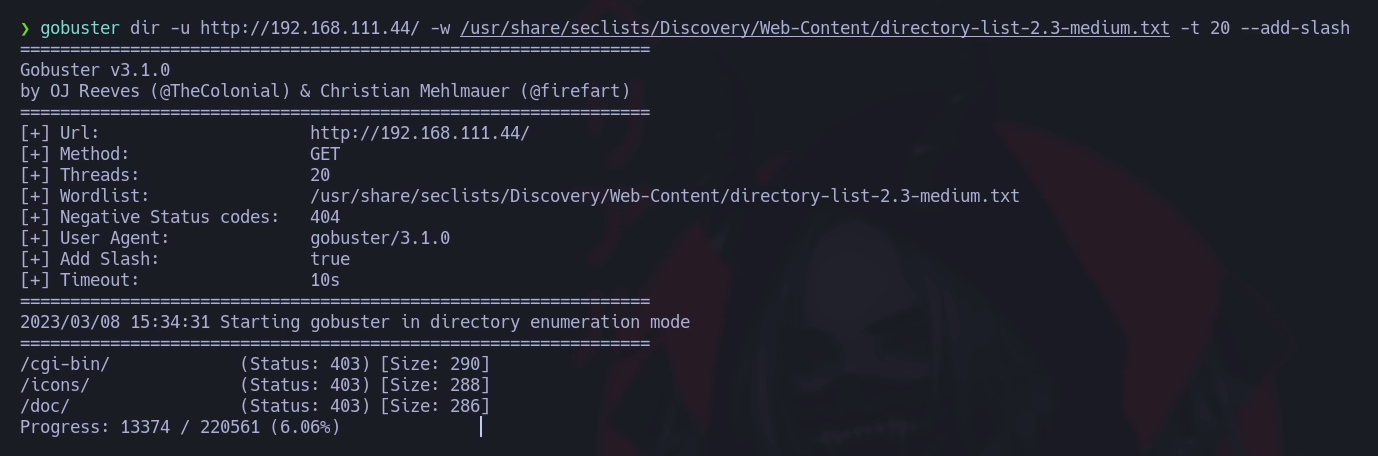 ❯ gobuster dir -u http://192.168.111.44/ -w /usr/share/seclists/Discovery/Web-Content/directory-list-2.3-medium.txt -t 20 --add-slash
===============================================================
Gobuster v3.1.0
by OJ Reeves (@TheColonial) & Christian Mehlmauer (@firefart)
===============================================================
[+] Url:                     http://192.168.111.44/
[+] Method:                  GET
[+] Threads:                 20
[+] Wordlist:                /usr/share/seclists/Discovery/Web-Content/directory-list-2.3-medium.txt
[+] Negative Status codes:   404
[+] User Agent:              gobuster/3.1.0
[+] Add Slash:               true
[+] Timeout:                 10s
===============================================================
2023/03/08 15:34:31 Starting gobuster in directory enumeration mode
===============================================================
/cgi-bin/             (Status: 403) [Size: 290]
/icons/               (Status: 403) [Size: 288]
/doc/                 (Status: 403) [Size: 286]
Progress: 13374 / 220561 (6.06%)